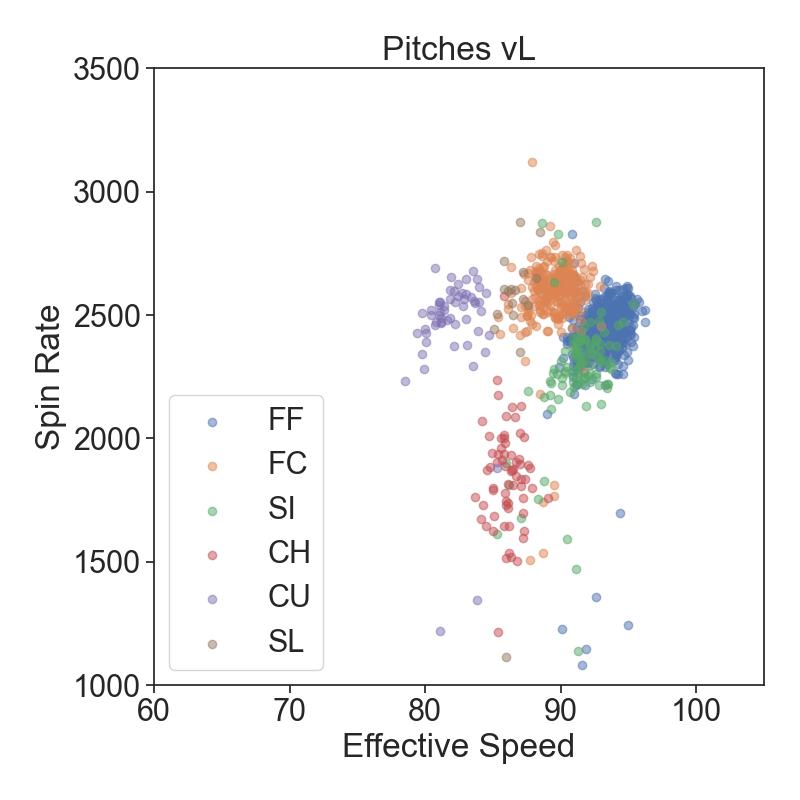 Pitches vL
3500
3000
2500
2000
1500
1000
Spin Rate
FF
FC
SI
CH
CU
SL
60 70 80 90 100
Effective Speed